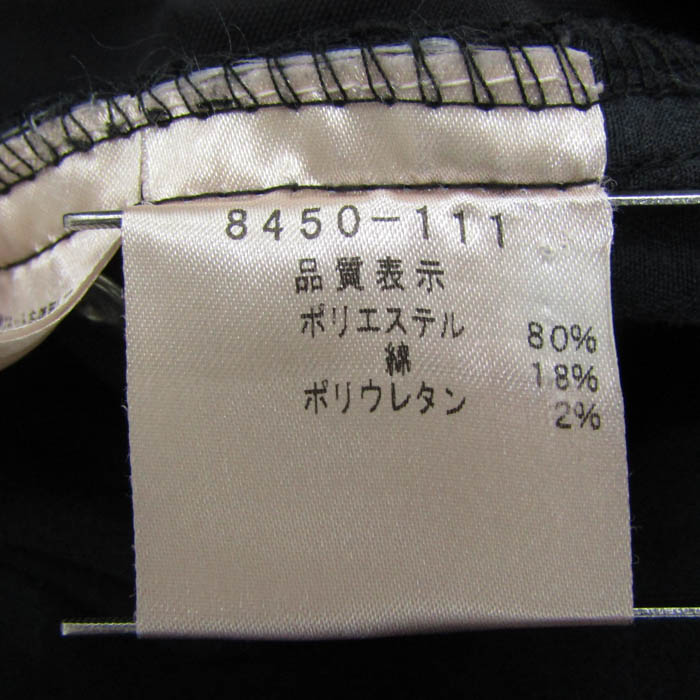 8450-111
品質表示
ポリエステル 80%
綿 18%
ポリウレタン 2%